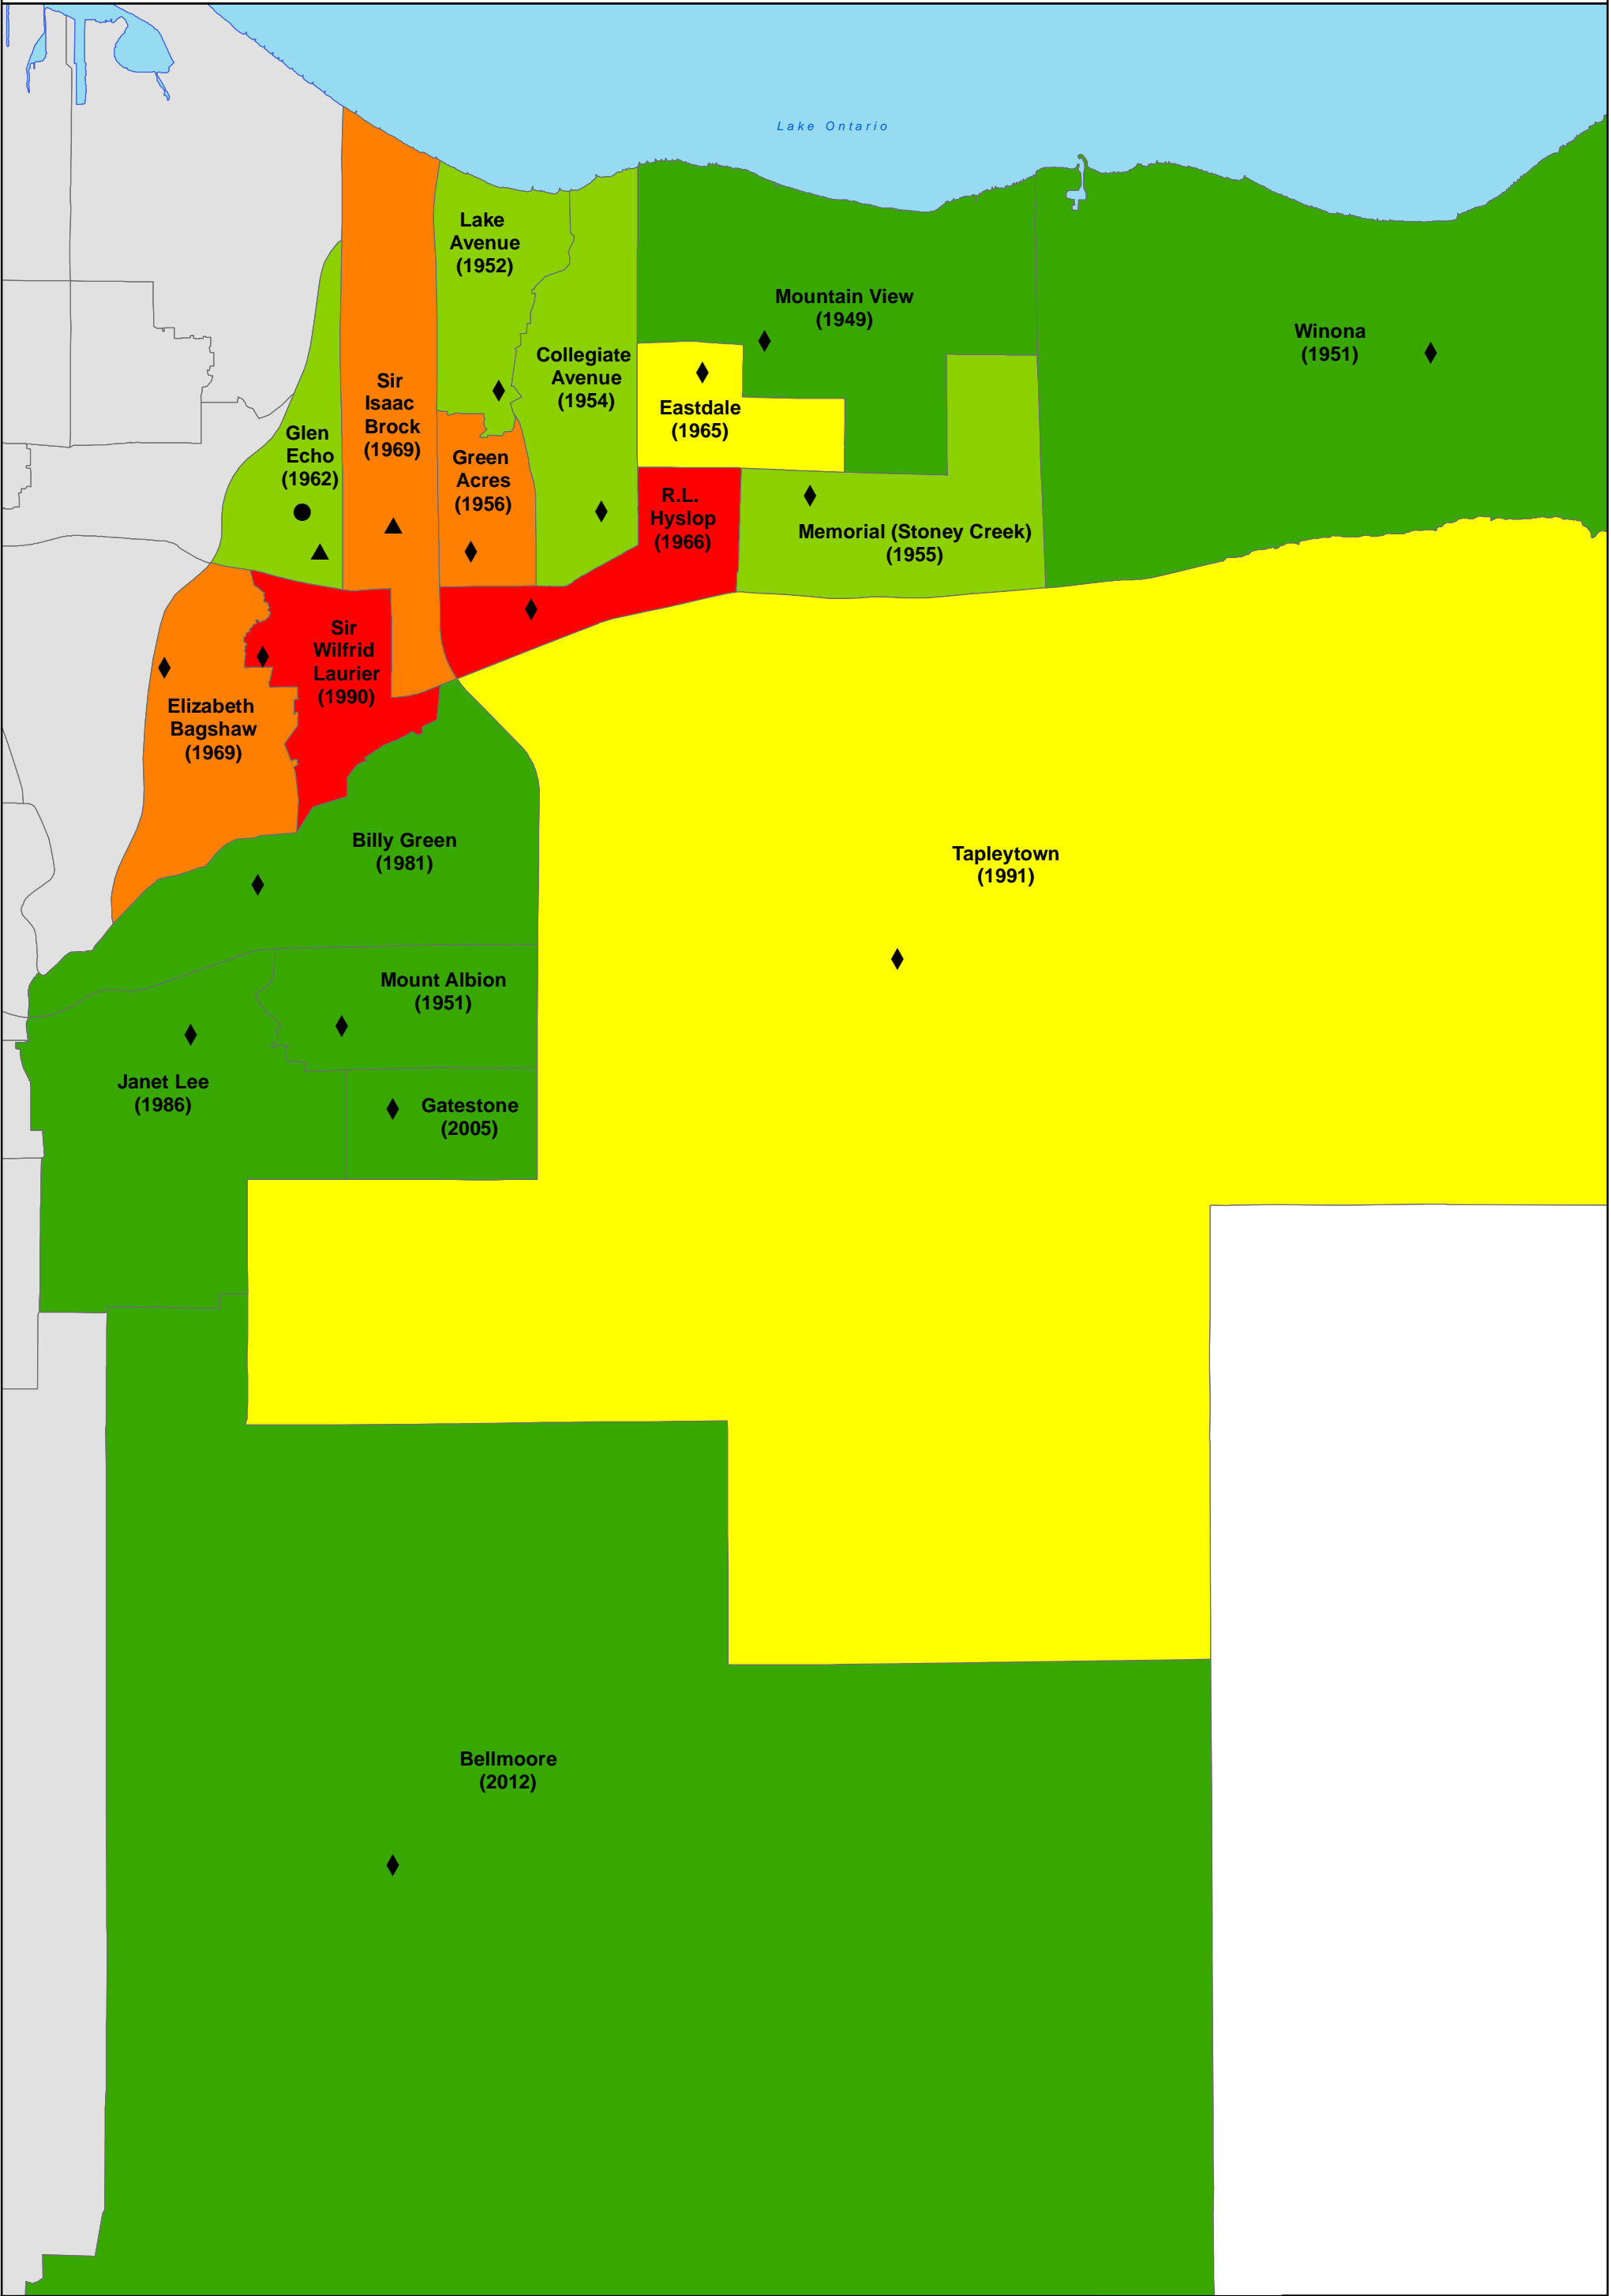 Lake Ontario
Lake
Avenue
(1952)
Mountain View
(1949)
Winona
(1951)
Collegiate
Avenue
(1954)
Sir
Isaac
Brock
(1969)
Eastdale
(1965)
Glen
Echo
(1962)
Green
Acres
(1956)
R.L.
Hyslop
(1966)
Memorial (Stoney Creek)
(1955)
Sir
Wilfrid
Laurier
(1990)
Elizabeth
Bagshaw
(1969)
Billy Green
(1981)
Tapleytown
(1991)
Mount Albion
(1951)
Janet Lee
(1986)
Gatestone
(2005)
Bellmoore
(2012)